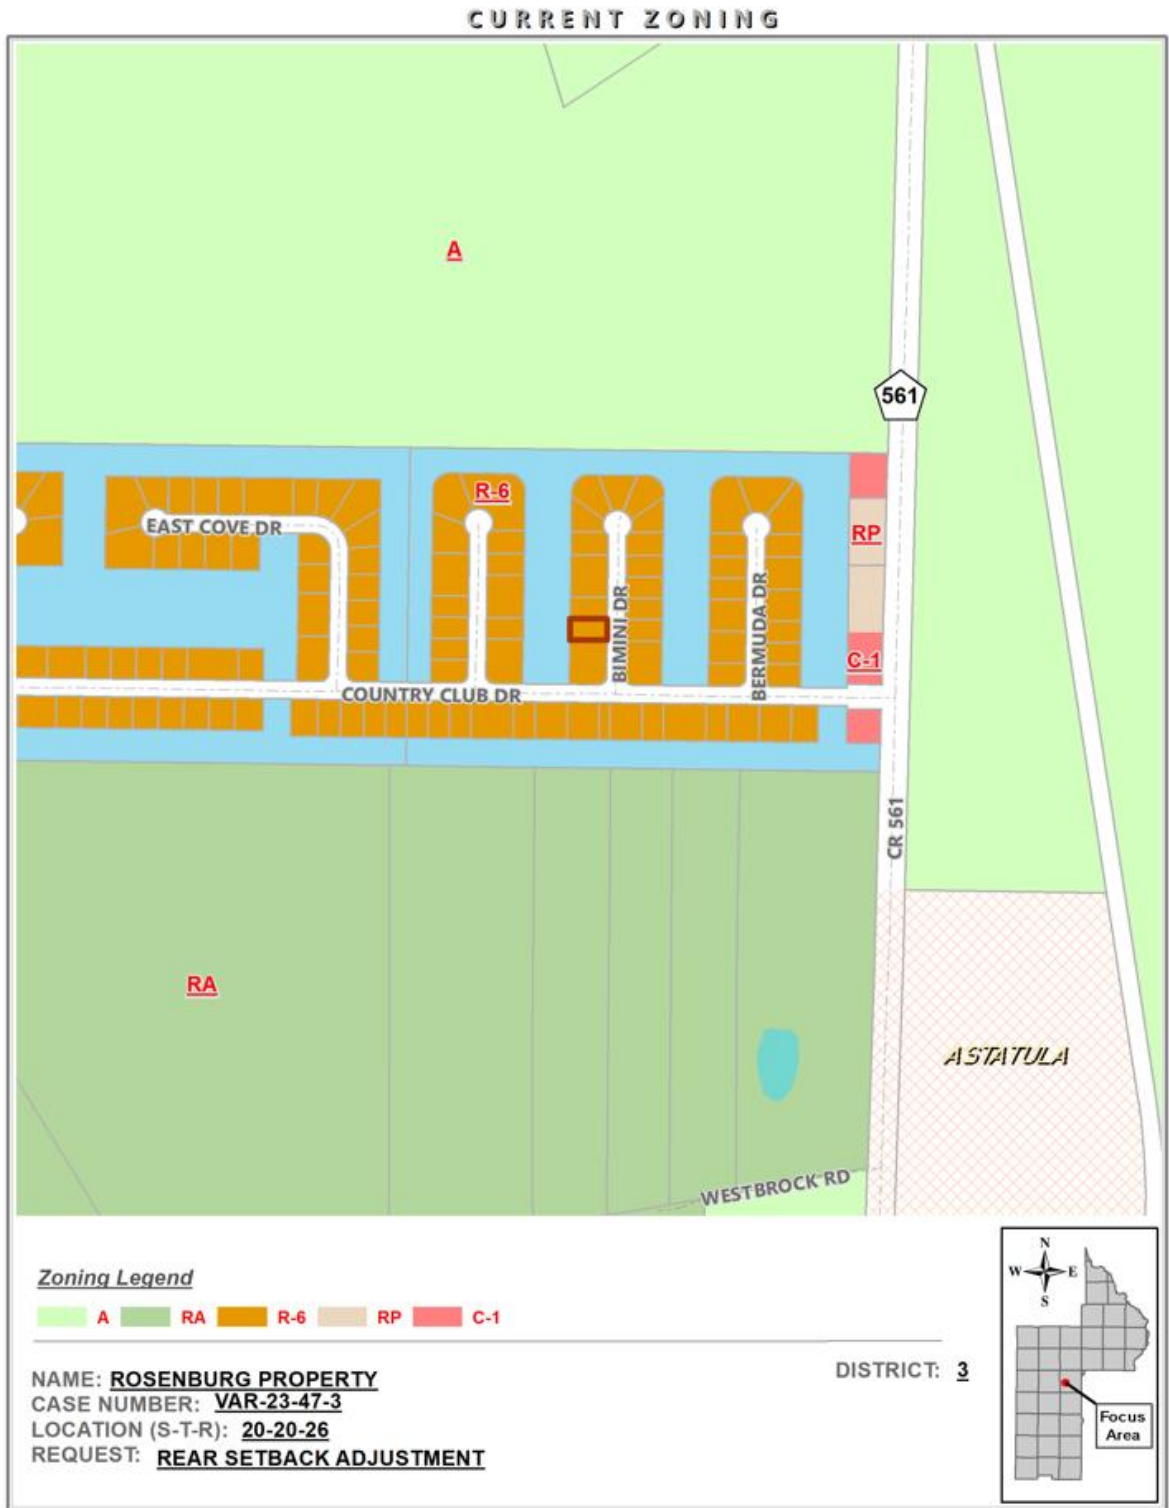 CURRENT ZONING
A
561
R-6
EAST COVE DR
RP
BIMINI DR
BERMUDA DR
C-1
COUNTRY CLUB DR
CR 561
RA
ASTATULA
WESTBROCK RD
Zoning Legend
A RA R-6 RP C-1
NAME: ROSENBURG PROPERTY
CASE NUMBER: VAR-23-47-3
LOCATION (S-T-R): 20-20-26
REQUEST: REAR SETBACK ADJUSTMENT
DISTRICT: 3
N
W E
S
Focus
Area